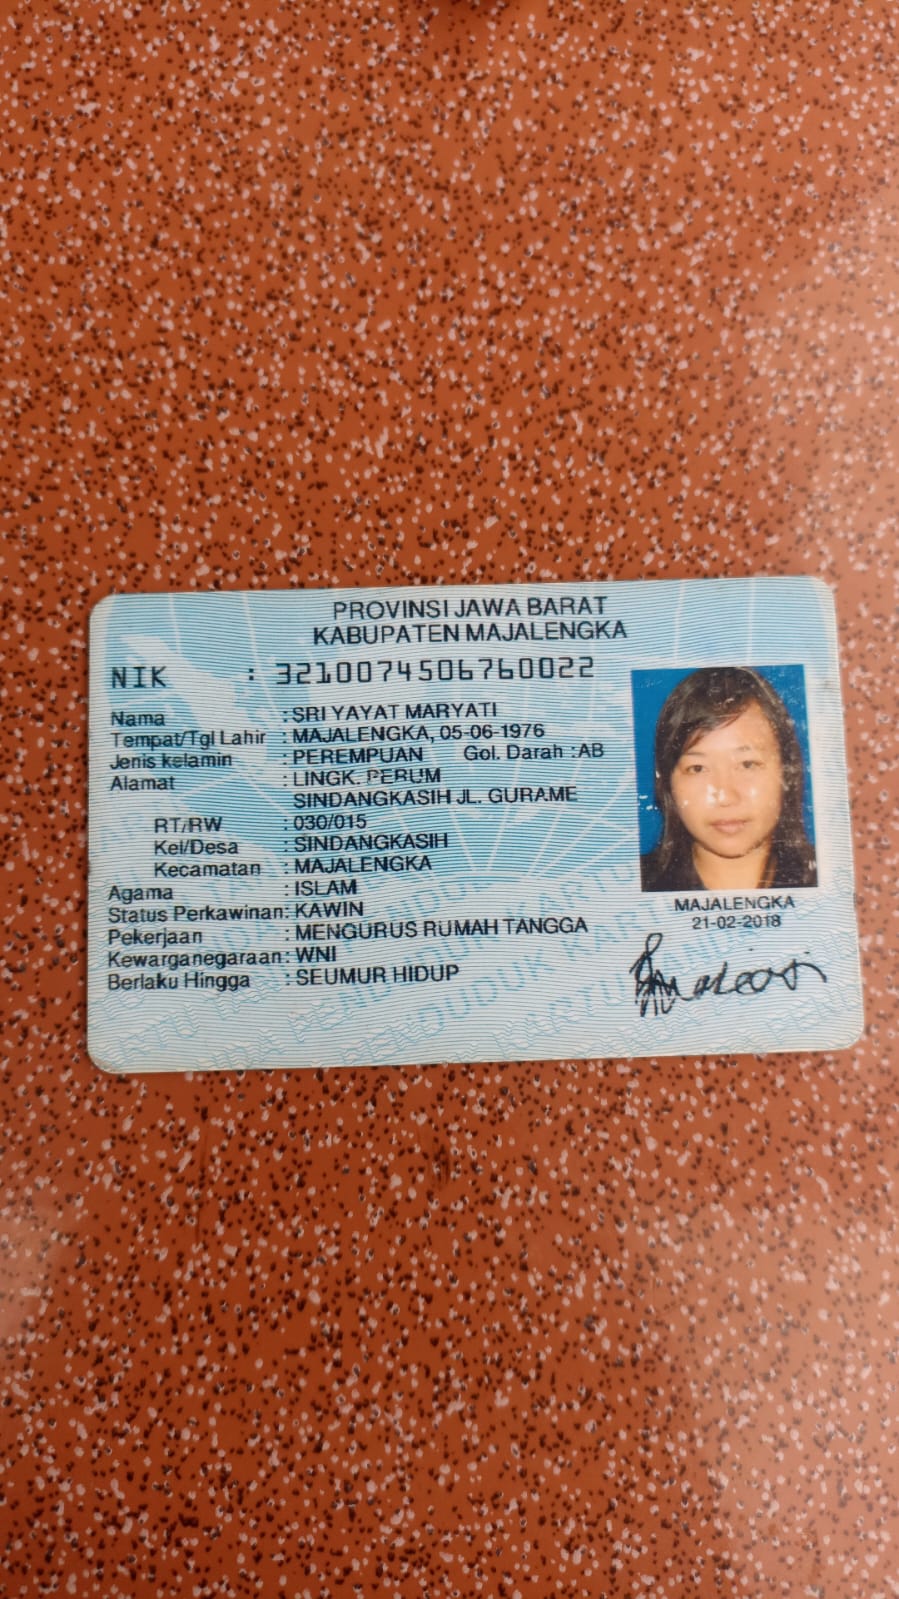 PROVINSI JAWA BARAT
KABUPATEN MAJALENGKA
NIK : 3210074506760022
Nama : SRI YAYAT MARYATI
Tempat/Tgl Lahir : MAJALENGKA, 05-06-1976
Jenis kelamin : PEREMPUAN Gol. Darah : AB
Alamat : LINGK. PERUM
SINDANGKASIH JL. GURAME
RT/RW : 030/015
Kel/Desa : SINDANGKASIH
Kecamatan : MAJALENGKA
Agama : ISLAM
Status Perkawinan: KAWIN
Pekerjaan : MENGURUS RUMAH TANGGA
Kewarganegaraan: WNI
Berlaku Hingga : SEUMUR HIDUP
MAJALENGKA
21-02-2018